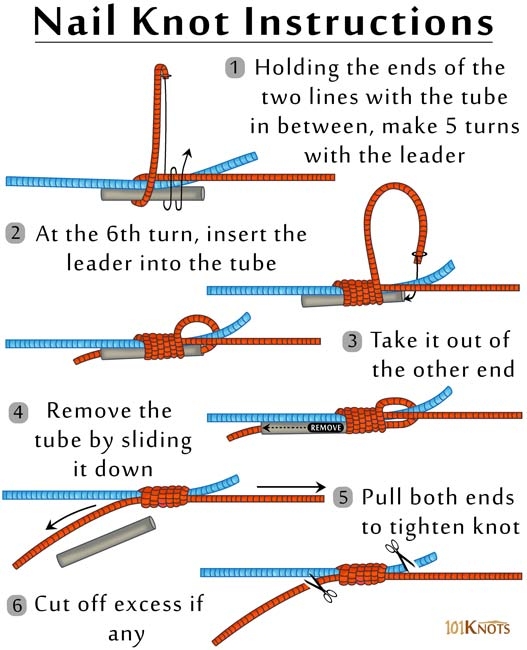 Nail Knot Instructions
1 Holding the ends of the
two lines with the tube
in between, make 5 turns
with the leader
2 At the 6th turn, insert the
leader into the tube
3 Take it out of
the other end
4 Remove the
tube by sliding
it down
REMOVE
5 Pull both ends
to tighten knot
6 Cut off excess if
any
101KNOTS